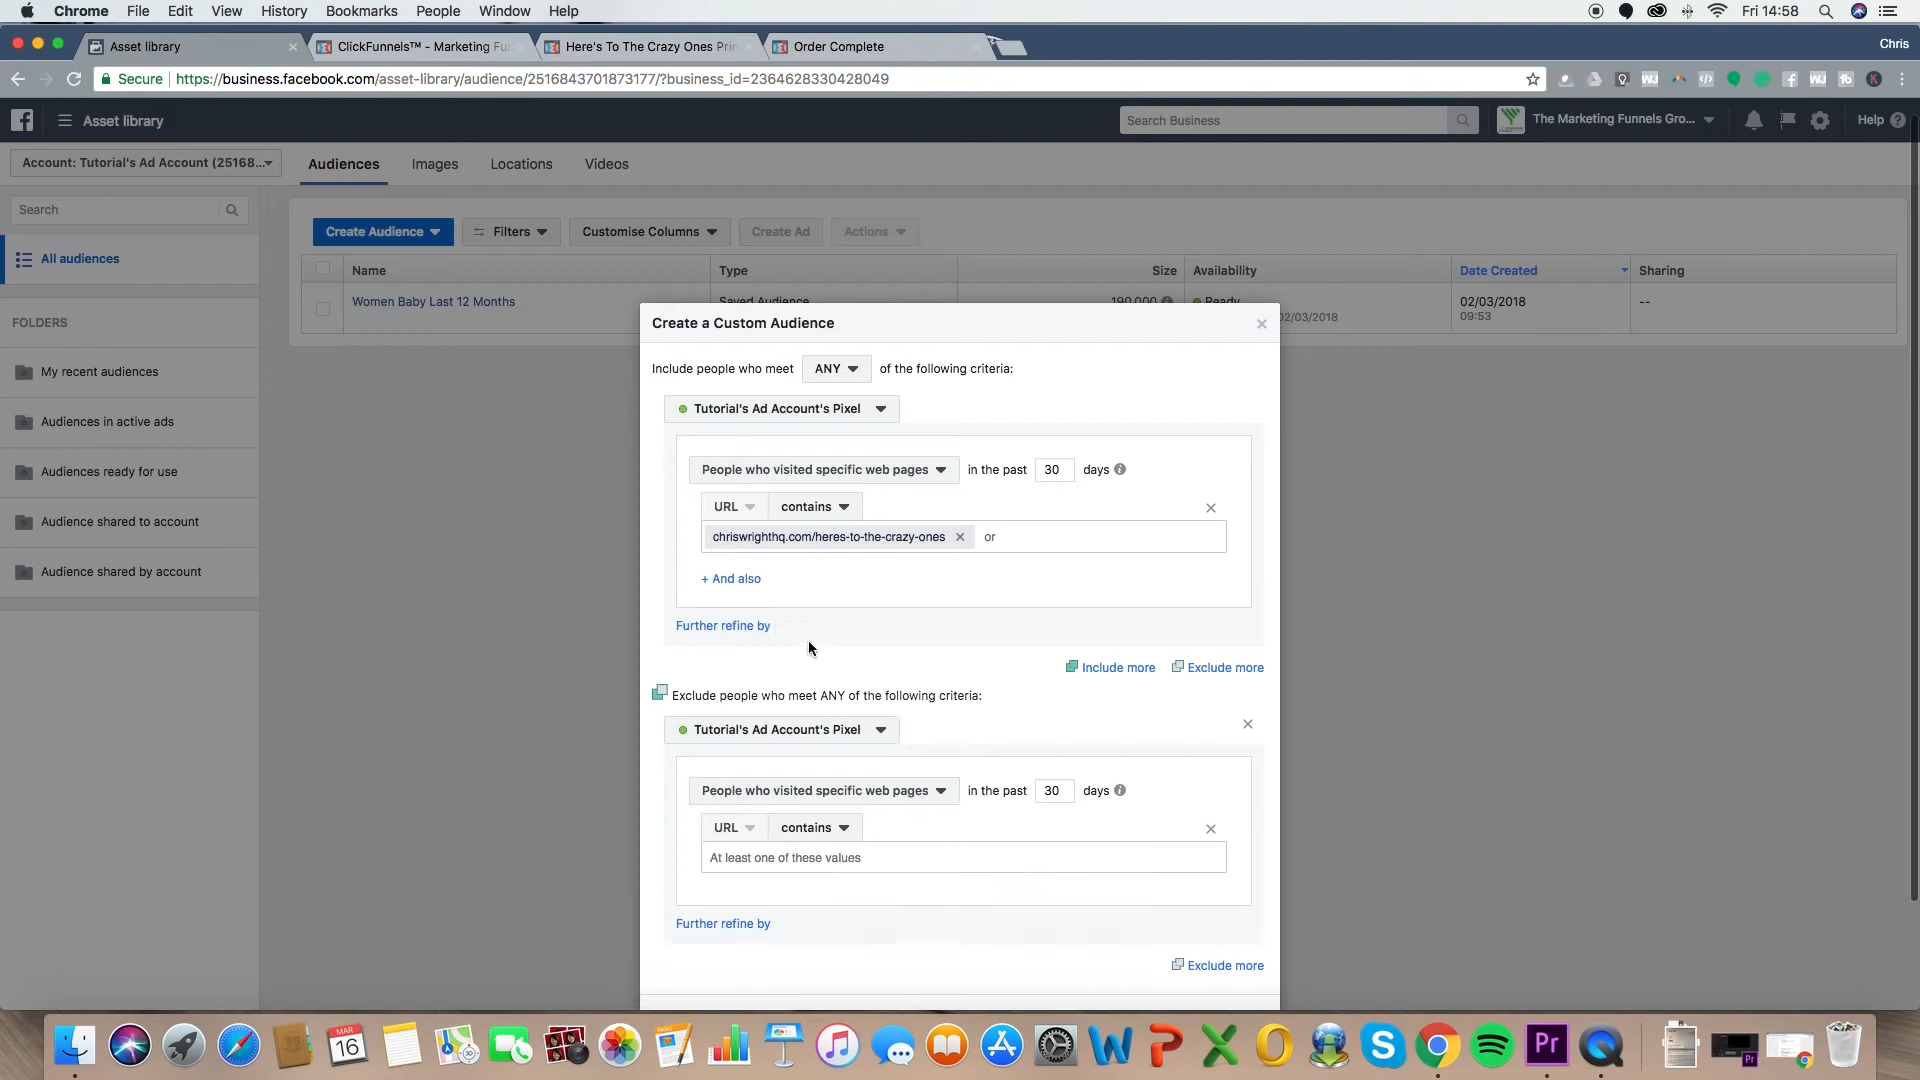 Chrome File Edit View History Bookmarks People Window Help Fri 14:58
Asset library ClickFunnels™ - Marketing Fu Here's To The Crazy Ones Prin Order Complete Chris
Secure https://business.facebook.com/asset-library/audience/2516843701873177/?business_id=2364628330428049
Asset library Search Business The Marketing Funnels Gro... Help
Account: Tutorial's Ad Account (25168... Audiences Images Locations Videos
Search
Create Audience Filters Customise Columns Create Ad Actions
All audiences
Name Type Size Availability Date Created Sharing
Women Baby Last 12 Months Saved Audience 190,000 Ready 02/03/2018 --
02/03/2018 09:53
FOLDERS
My recent audiences
Audiences in active ads
Audiences ready for use
Audience shared to account
Audience shared by account
Create a Custom Audience
Include people who meet ANY of the following criteria:
Tutorial's Ad Account's Pixel
People who visited specific web pages in the past 30 days
URL contains
chriswrighthq.com/heres-to-the-crazy-ones or
+ And also
Further refine by
Include more Exclude more
Exclude people who meet ANY of the following criteria:
Tutorial's Ad Account's Pixel
People who visited specific web pages in the past 30 days
URL contains
At least one of these values
Further refine by
Exclude more
MAR
16
PAGES
Pr